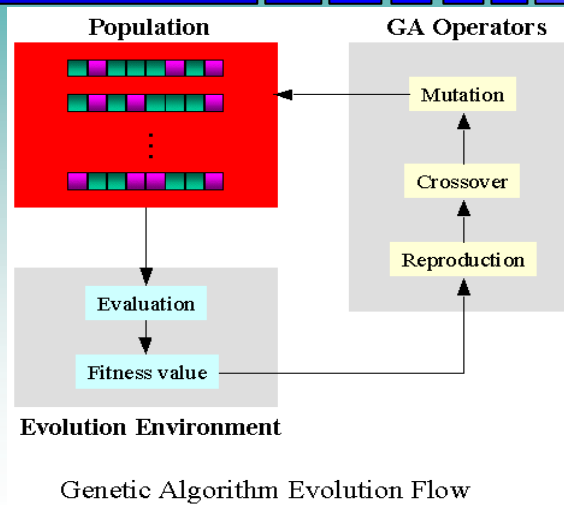 Population
GA Operators
Mutation
Crossover
Reproduction
Evaluation
Fitness value
Evolution Environment
Genetic Algorithm Evolution Flow